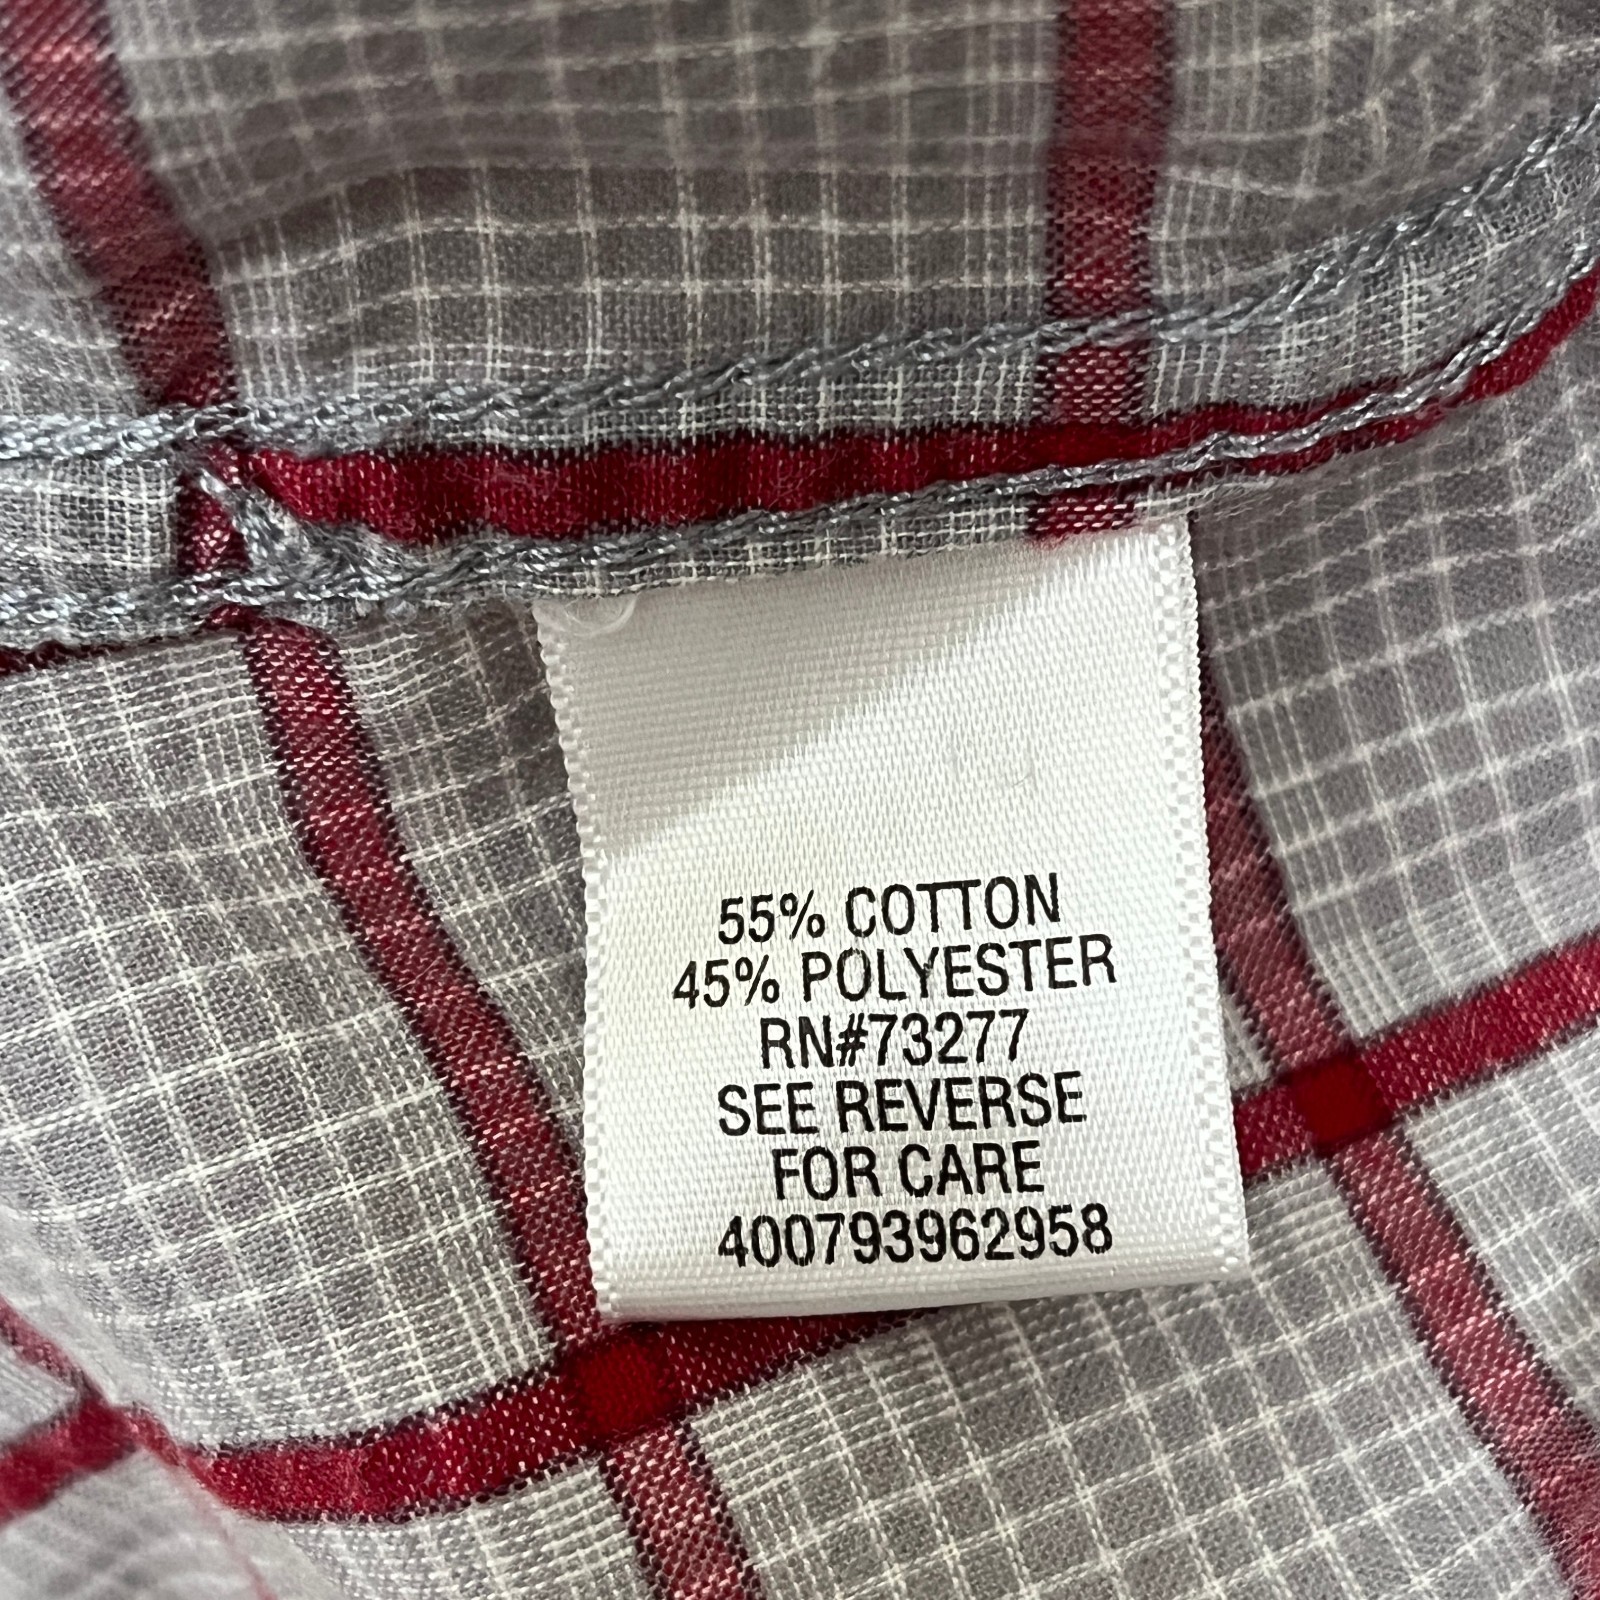 55% COTTON
45% POLYESTER
RN#73277
SEE REVERSE
FOR CARE
400793962958